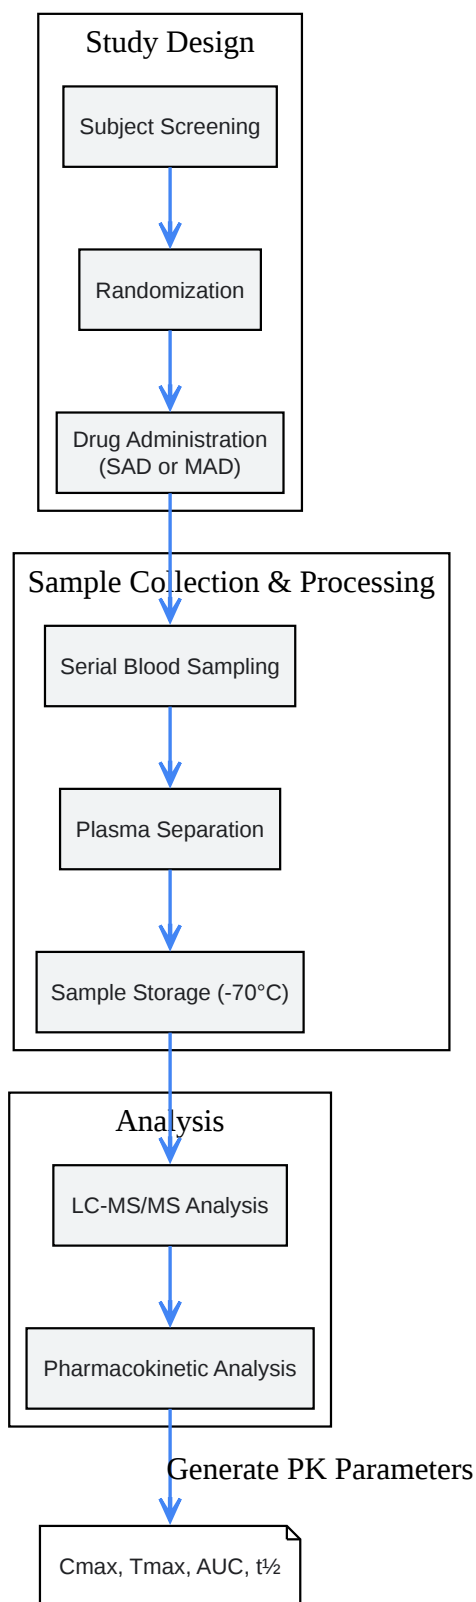 Study Design
Subject Screening
Randomization
Drug Administration
(SAD or MAD)
Sample Collection & Processing
Serial Blood Sampling
Plasma Separation
Sample Storage (-70°C)
Analysis
LC-MS/MS Analysis
Pharmacokinetic Analysis
Generate PK Parameters
Cmax, Tmax, AUC, t½